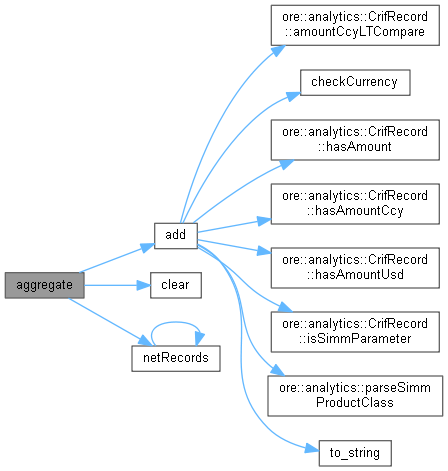 ore::analytics::CrifRecord
::amountCcyLTCompare
checkCurrency
ore::analytics::CrifRecord
::hasAmount
ore::analytics::CrifRecord
::hasAmountCcy
add
ore::analytics::CrifRecord
::hasAmountUsd
aggregate
clear
ore::analytics::CrifRecord
::isSimmParameter
netRecords
ore::analytics::parseSimm
ProductClass
to_string